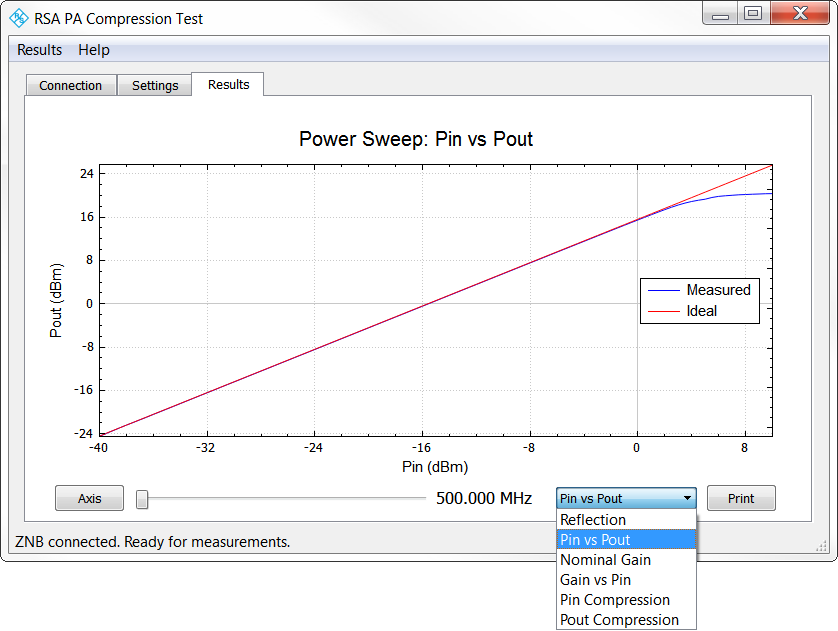 RSA PA Compression Test
Results Help
Connection Settings Results
Power Sweep: Pin vs Pout
24
16
8
0
-8
-16
-24
Pout (dBm)
Measured
Ideal
-40 -32 -24 -16 -8 0 8
Pin (dBm)
Axis 500.000 MHz Pin vs Pout Print
Reflection
Pin vs Pout
Nominal Gain
Gain vs Pin
Pin Compression
Pout Compression
ZNB connected. Ready for measurements.